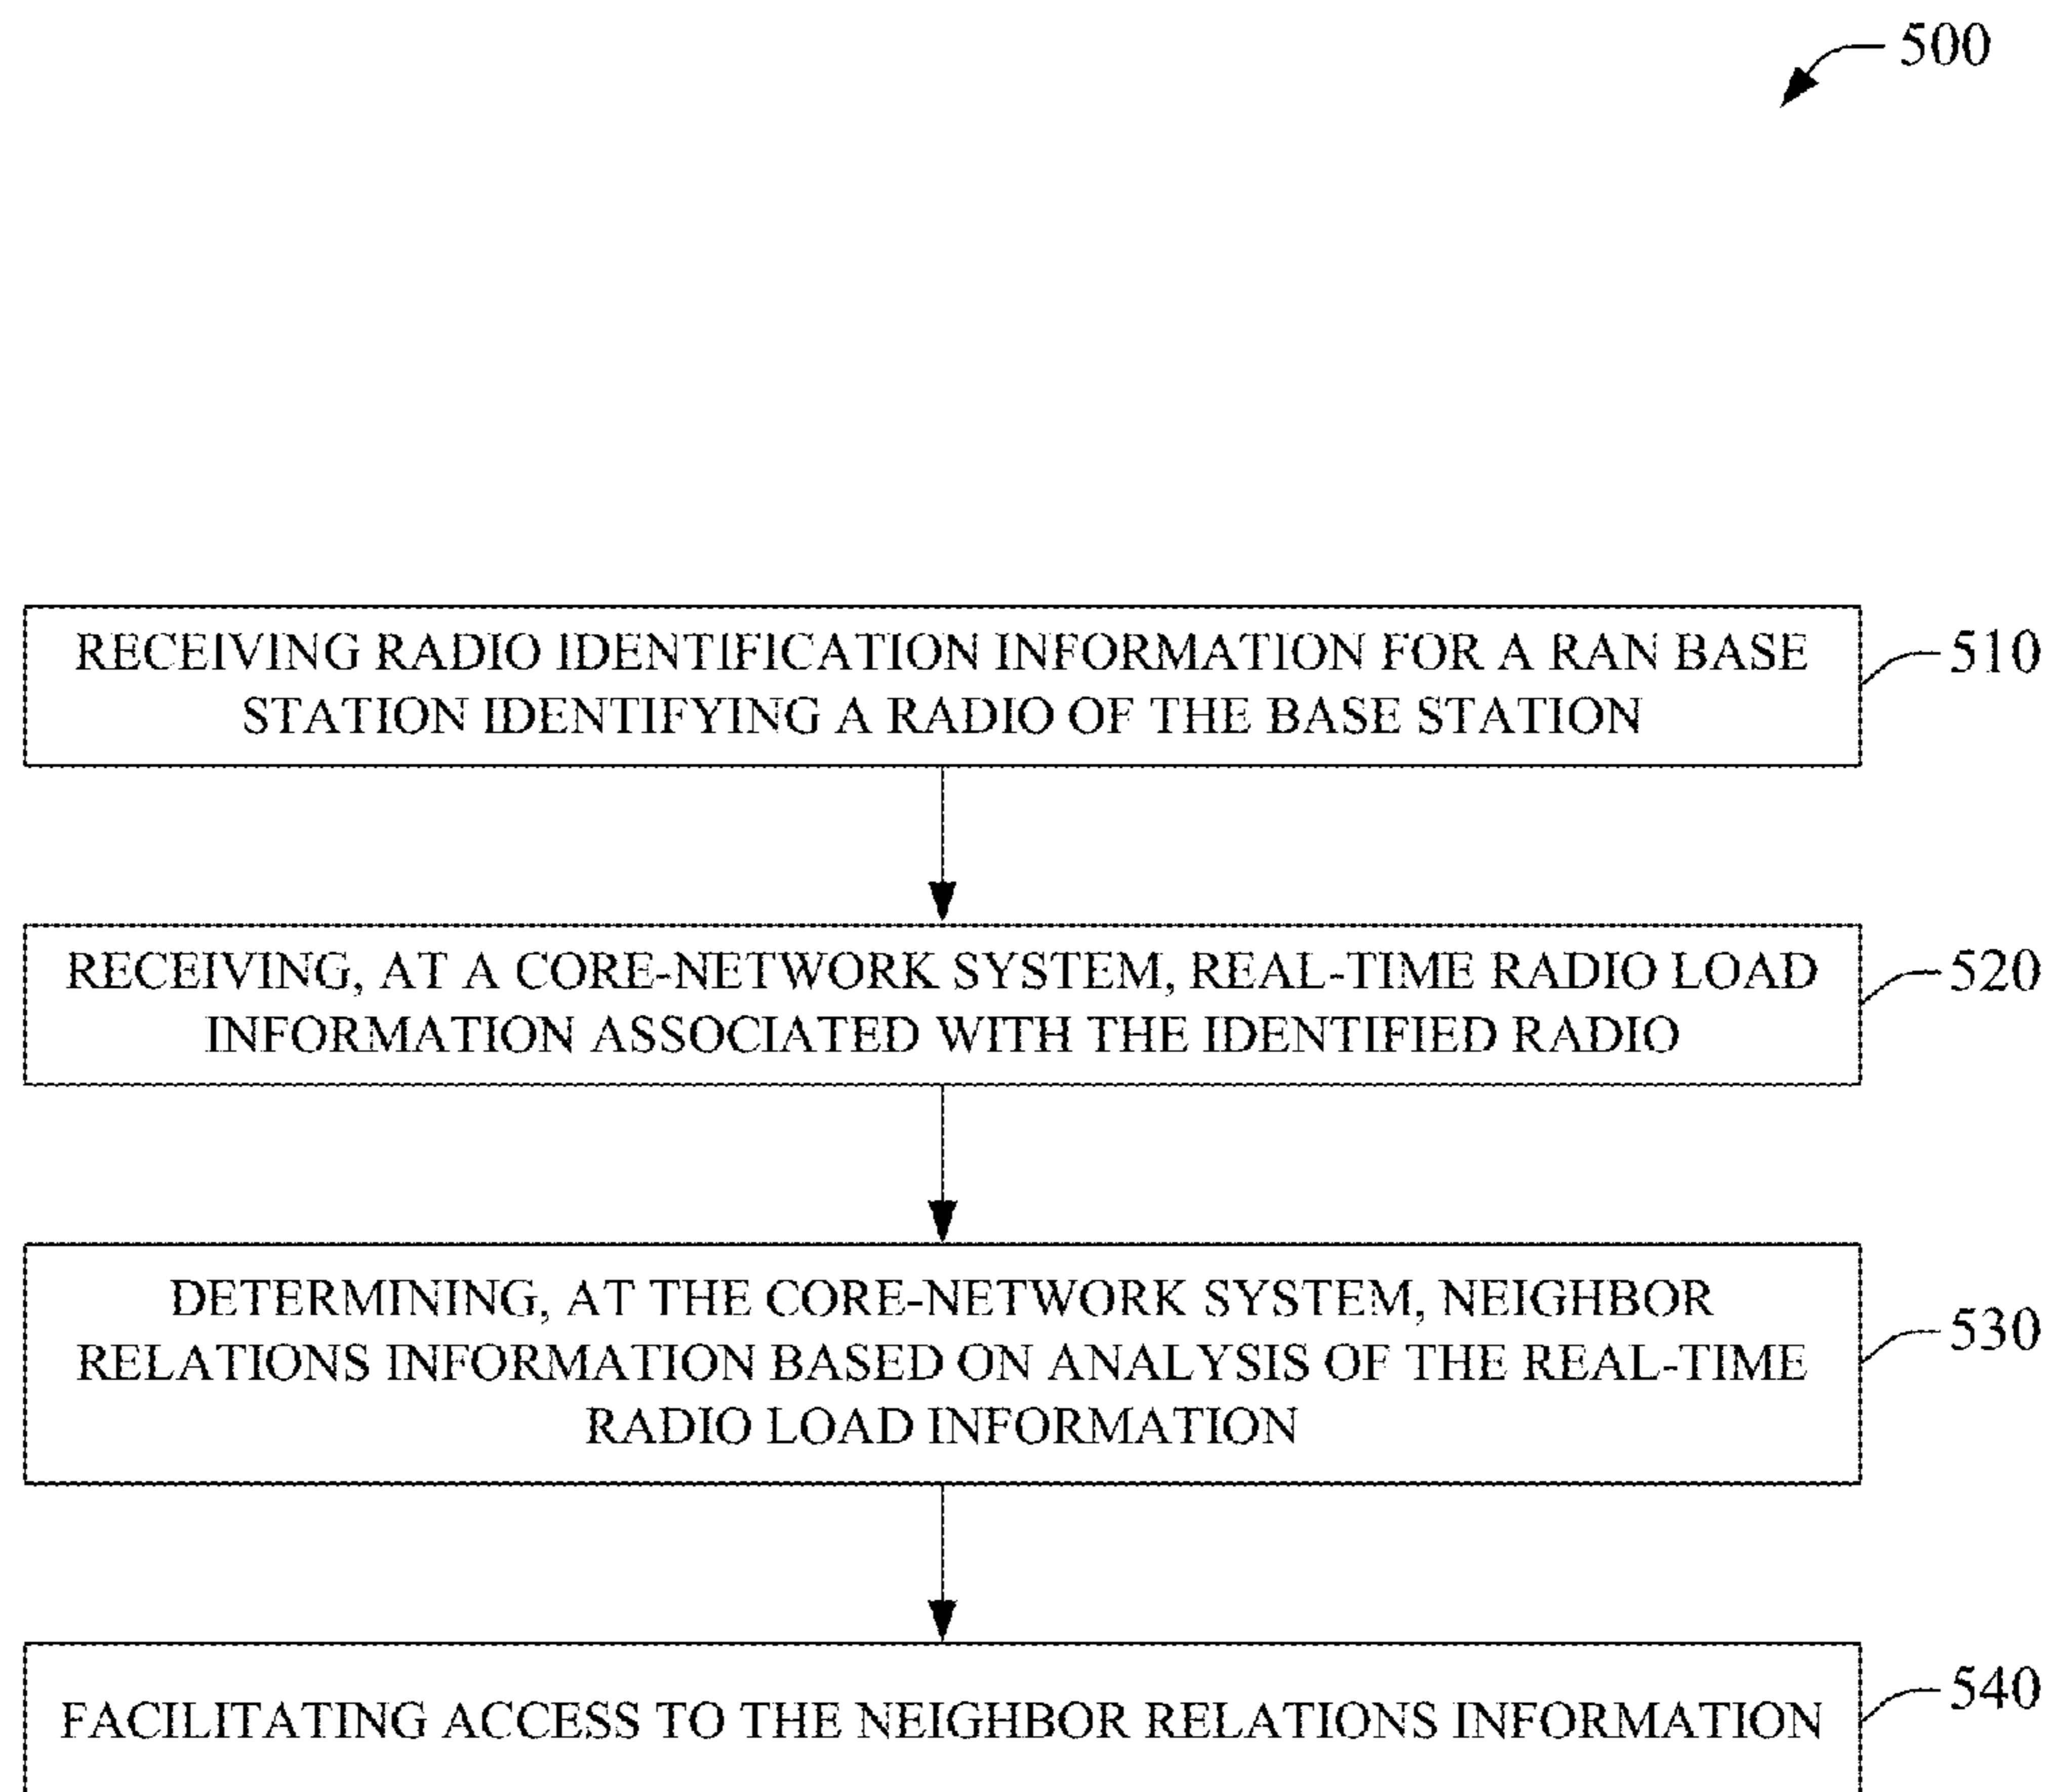 500
RECEIVING RADIO IDENTIFICATION INFORMATION FOR A RAN BASE
STATION IDENTIFYING A RADIO OF THE BASE STATION
510
RECEIVING, AT A CORE-NETWORK SYSTEM, REAL-TIME RADIO LOAD
INFORMATION ASSOCIATED WITH THE IDENTIFIED RADIO
520
DETERMINING, AT THE CORE-NETWORK SYSTEM, NEIGHBOR
RELATIONS INFORMATION BASED ON ANALYSIS OF THE REAL-TIME
RADIO LOAD INFORMATION
530
FACILITATING ACCESS TO THE NEIGHBOR RELATIONS INFORMATION
540